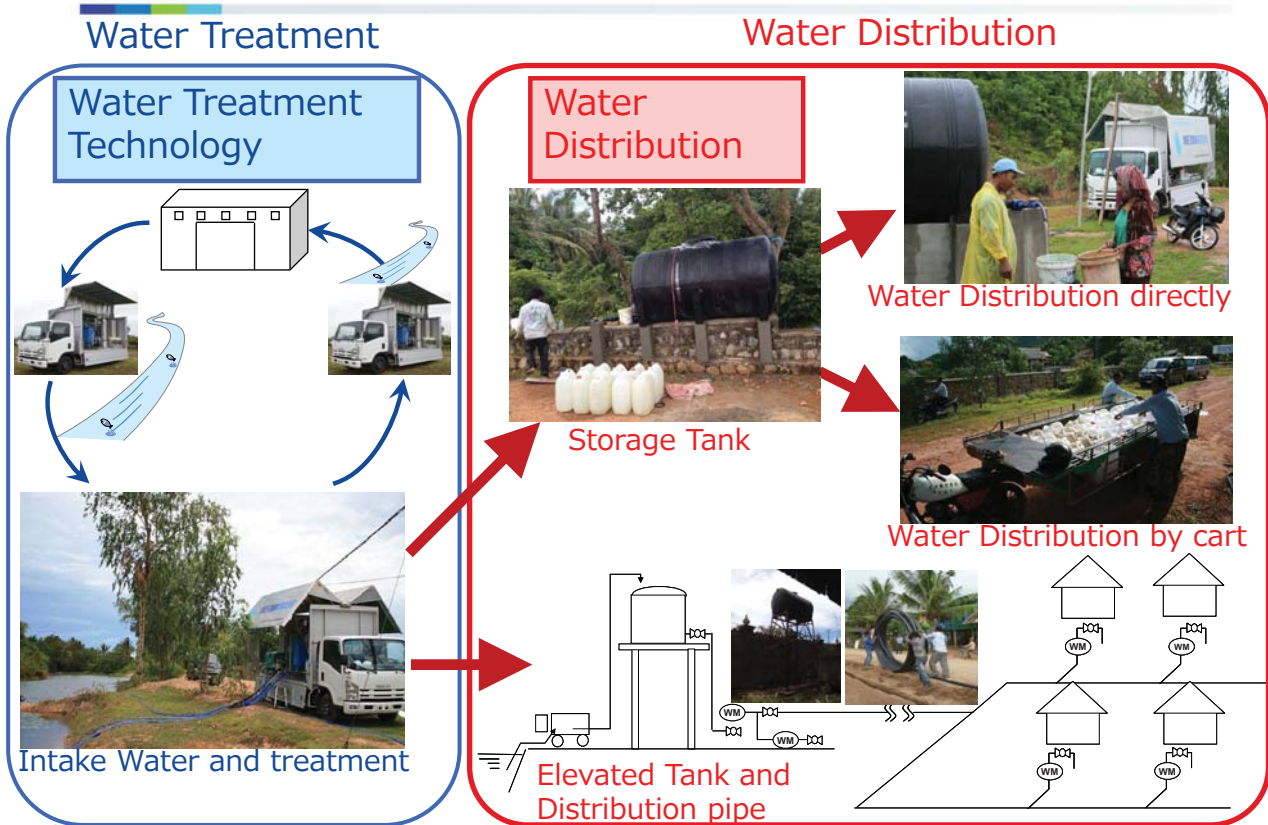 Water Treatment
Water Distribution
Water Treatment
Technology
Water
Distribution
Water Distribution directly
Storage Tank
Water Distribution by cart
Intake Water and treatment
Elevated Tank and
Distribution pipe
WM
WM
WM
WM
WM
WM